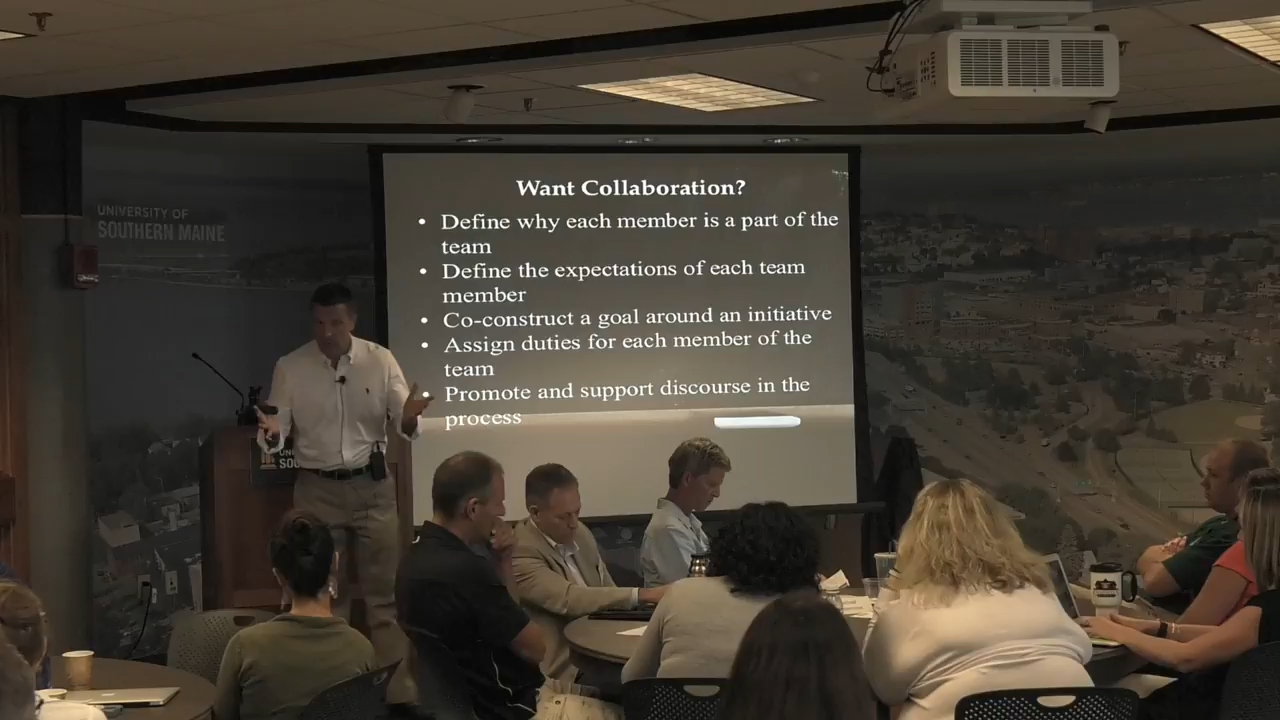 UNIVERSITY OF
SOUTHERN MAINE
Want Collaboration?
• Define why each member is a part of the
team
• Define the expectations of each team
member
• Co-construct a goal around an initiative
• Assign duties for each member of the
team
• Promote and support discourse in the
process
SOU